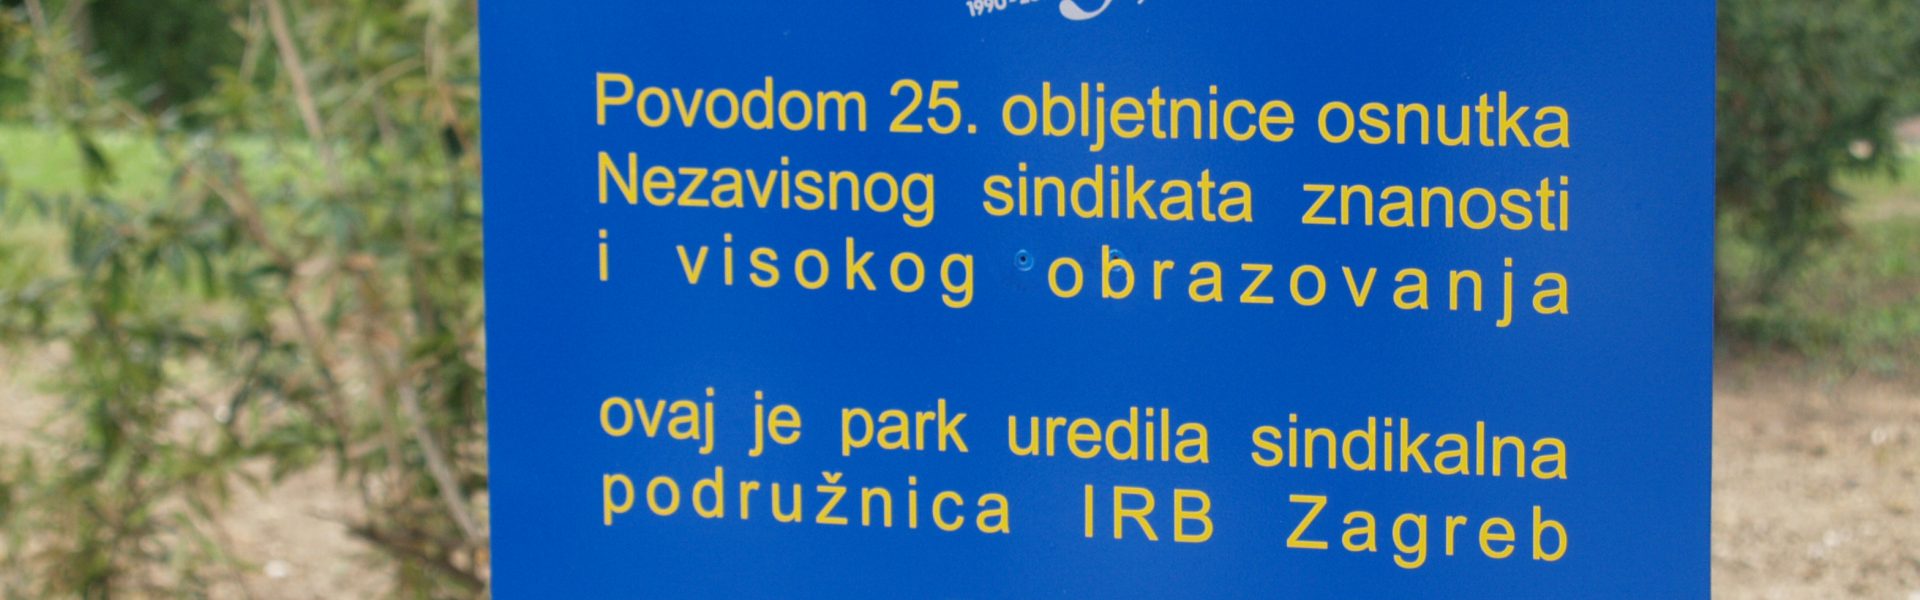 Povodom 25. obljetnice osnutka
Nezavisnog sindikata znanosti
i visokog obrazovanja
ovaj je park uredila sindikalna
podružnica IRB Zagreb